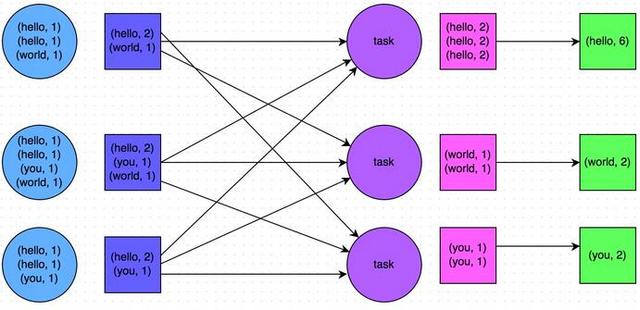 (hello, 1)
(hello, 1)
(world, 1)
(hello, 2)
(world, 1)
task
(hello, 2)
(hello, 2)
(hello, 2)
(hello, 6)
(hello, 1)
(hello, 1)
(you, 1)
(world, 1)
(hello, 2)
(you, 1)
(world, 1)
task
(world, 1)
(world, 1)
(world, 2)
(hello, 1)
(hello, 1)
(you, 1)
(hello, 2)
(you, 1)
task
(you, 1)
(you, 1)
(you, 2)